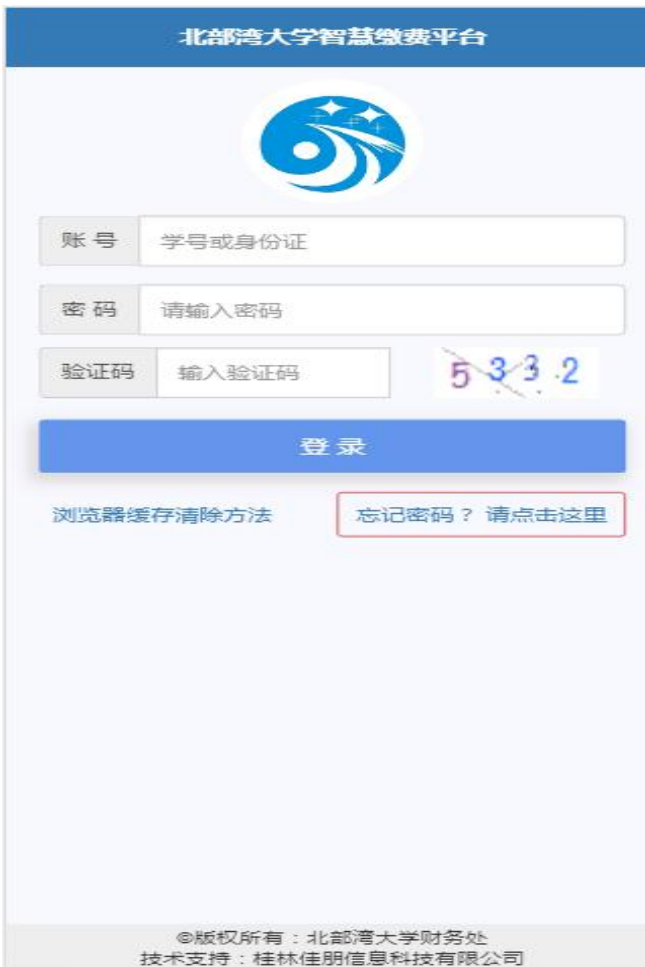 北部湾大学智慧缴费平台
账 号 学号或身份证
密 码 请输入密码
验证码 输入验证码 5332
登 录
浏览器缓存清除方法 忘记密码？ 请点击这里
©版权所有：北部湾大学财务处
技术支持：桂林佳朋信息科技有限公司